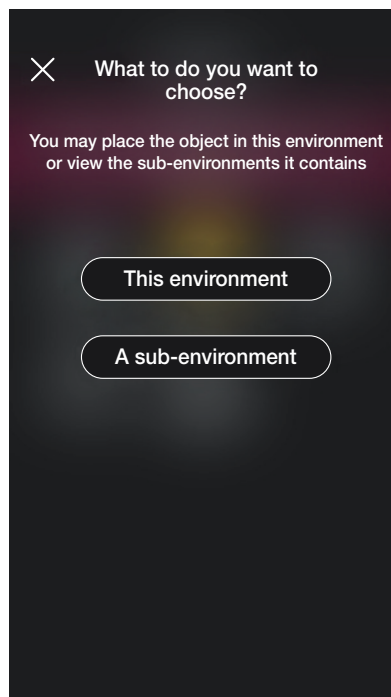 What to do you want to
choose?
You may place the object in this environment
or view the sub-environments it contains
This environment
A sub-environment